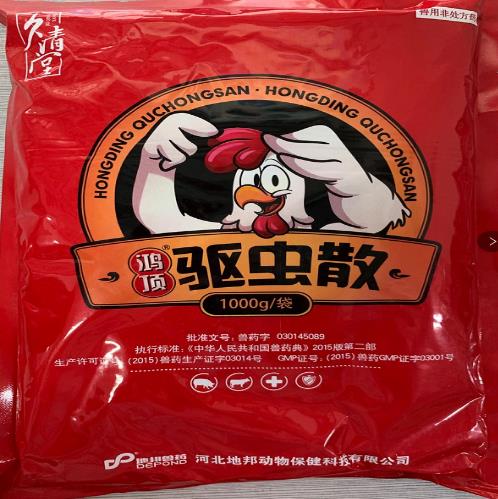 久清堂
兽用非处方药
HONGDING QUCHONGSAN · HONGDING QUCHONGSAN
鸿顶®
驱虫散
1000g/袋
批准文号：兽药字 030145089
执行标准：《中华人民共和国兽药典》2015版第二部
生产许可证号：(2015)兽药生产证字03014号 GMP证号：(2015)兽药GMP证字03001号
地邦兽药
DEPOND
河北地邦动物保健科技有限公司